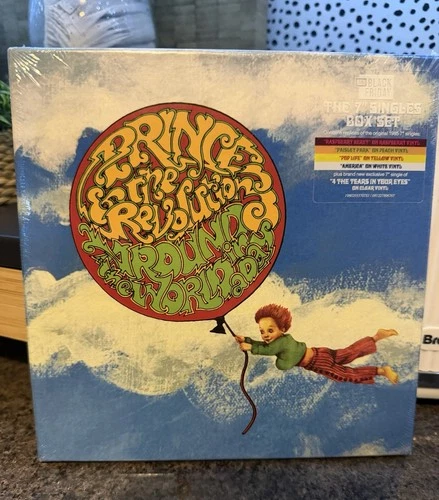 BLACK
FRIDAY
THE 7" SINGLES
BOX SET
"RASPBERRY BERET" ON RASPBERRY VINYL
"PAISLEY PARK" ON PEACH VINYL
"POP LIFE" ON YELLOW VINYL
"AMERICA" ON WHITE VINYL
plus brand new exclusive 7" single of
"4 THE TEARS IN YOUR EYES"
ON CLEAR VINYL
PRINCE
& the
Revolution
AROUND
THE WORLD
IN A DAY